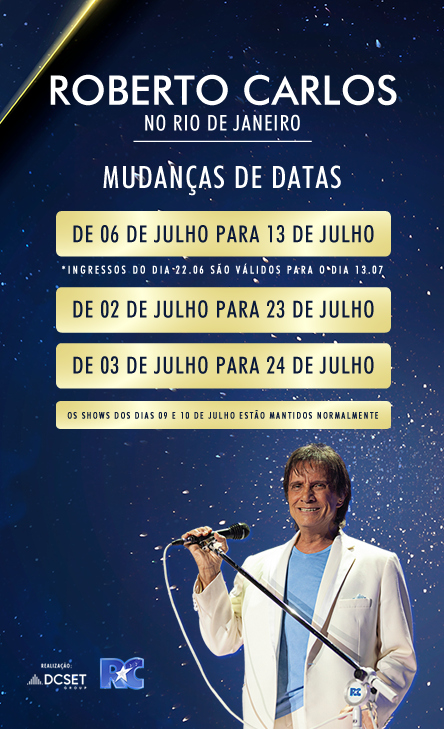 ROBERTO CARLOS
NO RIO DE JANEIRO
MUDANÇAS DE DATAS
DE 06 DE JULHO PARA 13 DE JULHO
*INGRESSOS DO DIA 22.06 SÃO VÁLIDOS PARA O DIA 13.07
DE 02 DE JULHO PARA 23 DE JULHO
DE 03 DE JULHO PARA 24 DE JULHO
OS SHOWS DOS DIAS 09 E 10 DE JULHO ESTÃO MANTIDOS NORMALMENTE
REALIZAÇÃO:
DCSET
GROUP
RC
RC